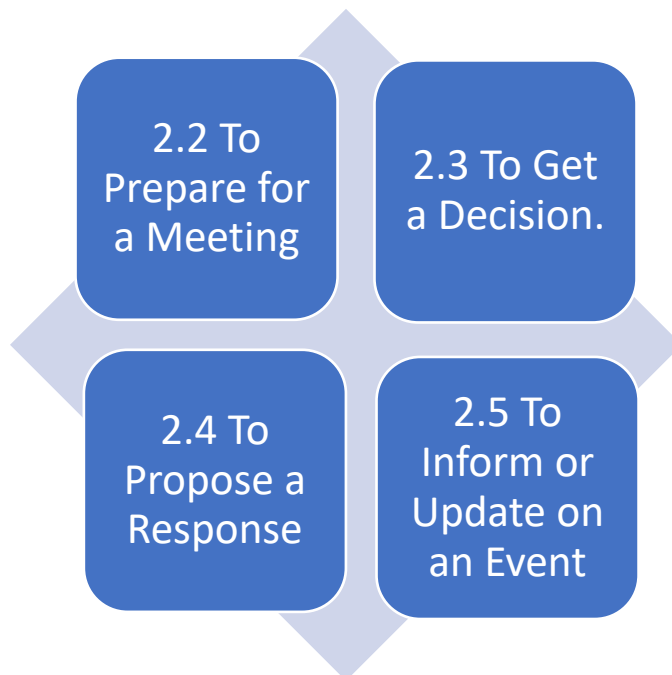 2.2 To
Prepare for
a Meeting
2.3 To Get
a Decision.
2.4 To
Propose a
Response
2.5 To
Inform or
Update on
an Event